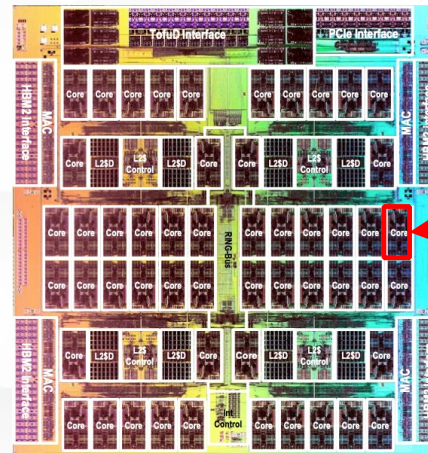 TofuD Interface PCIe Interface
HBM2 Interface MAC MAC HBM2 Interface
Core Core Core Core Core Core Core Core Core Core
Core L2$D L2$ Control L2$D Core Core L2$D L2$ Control L2$D Core
Core Core Core Core Core Core Core Core Core Core Core Core
RING-Bus
Core Core Core Core Core Core Core Core Core Core Core Core
Core L2$D L2$ Control L2$D Core Core L2$D L2$ Control L2$D Core
HBM2 Interface MAC MAC HBM2 Interface
Core Core Core Core Core Int Control Core Core Core Core Core